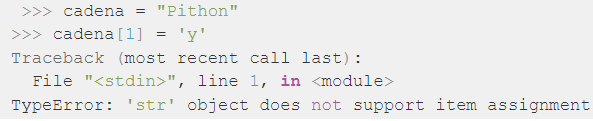 >>> cadena = "Pithon"
>>> cadena[1] = 'y'
Traceback (most recent call last):
  File "<stdin>", line 1, in <module>
TypeError: 'str' object does not support item assignment